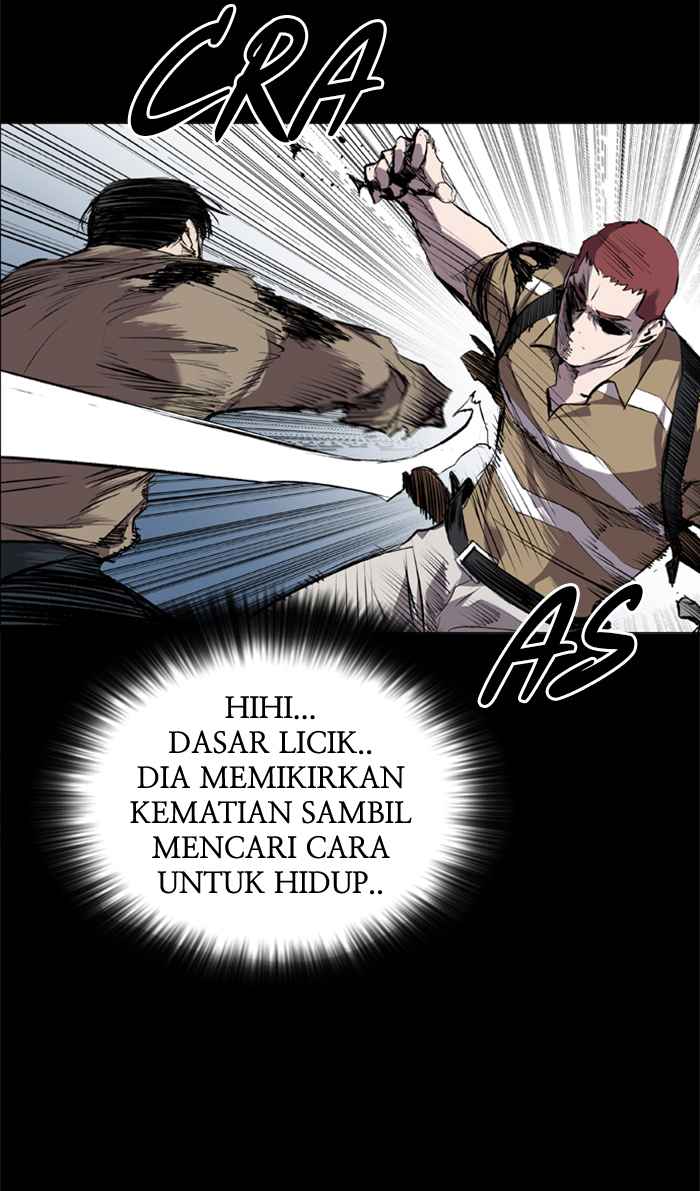 CRA
AS
HIHI...
DASAR LICIK..
DIA MEMIKIRKAN
KEMATIAN SAMBIL
MENCARI CARA
UNTUK HIDUP..